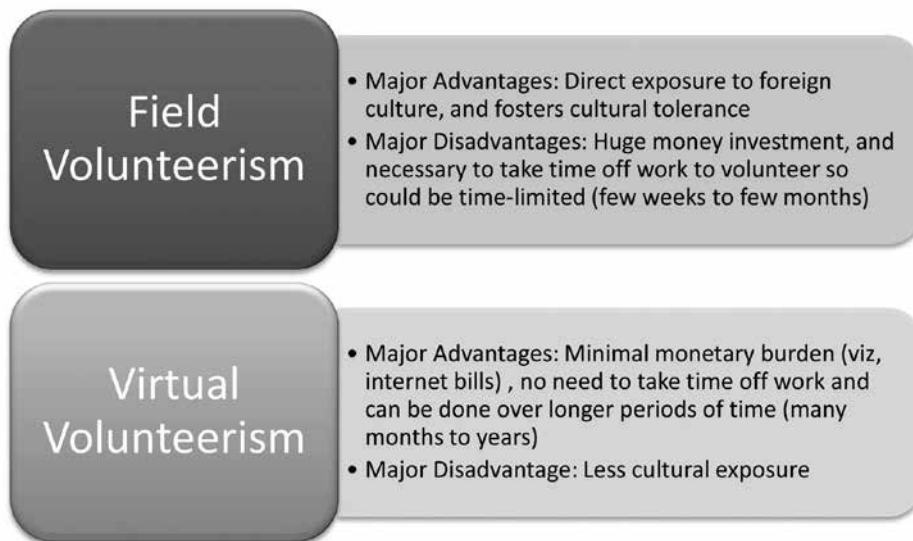 Field
Volunteerism
• Major Advantages: Direct exposure to foreign
culture, and fosters cultural tolerance
• Major Disadvantages: Huge money investment, and
necessary to take time off work to volunteer so
could be time-limited (few weeks to few months)
Virtual
Volunteerism
• Major Advantages: Minimal monetary burden (viz,
internet bills) , no need to take time off work and
can be done over longer periods of time (many
months to years)
• Major Disadvantage: Less cultural exposure